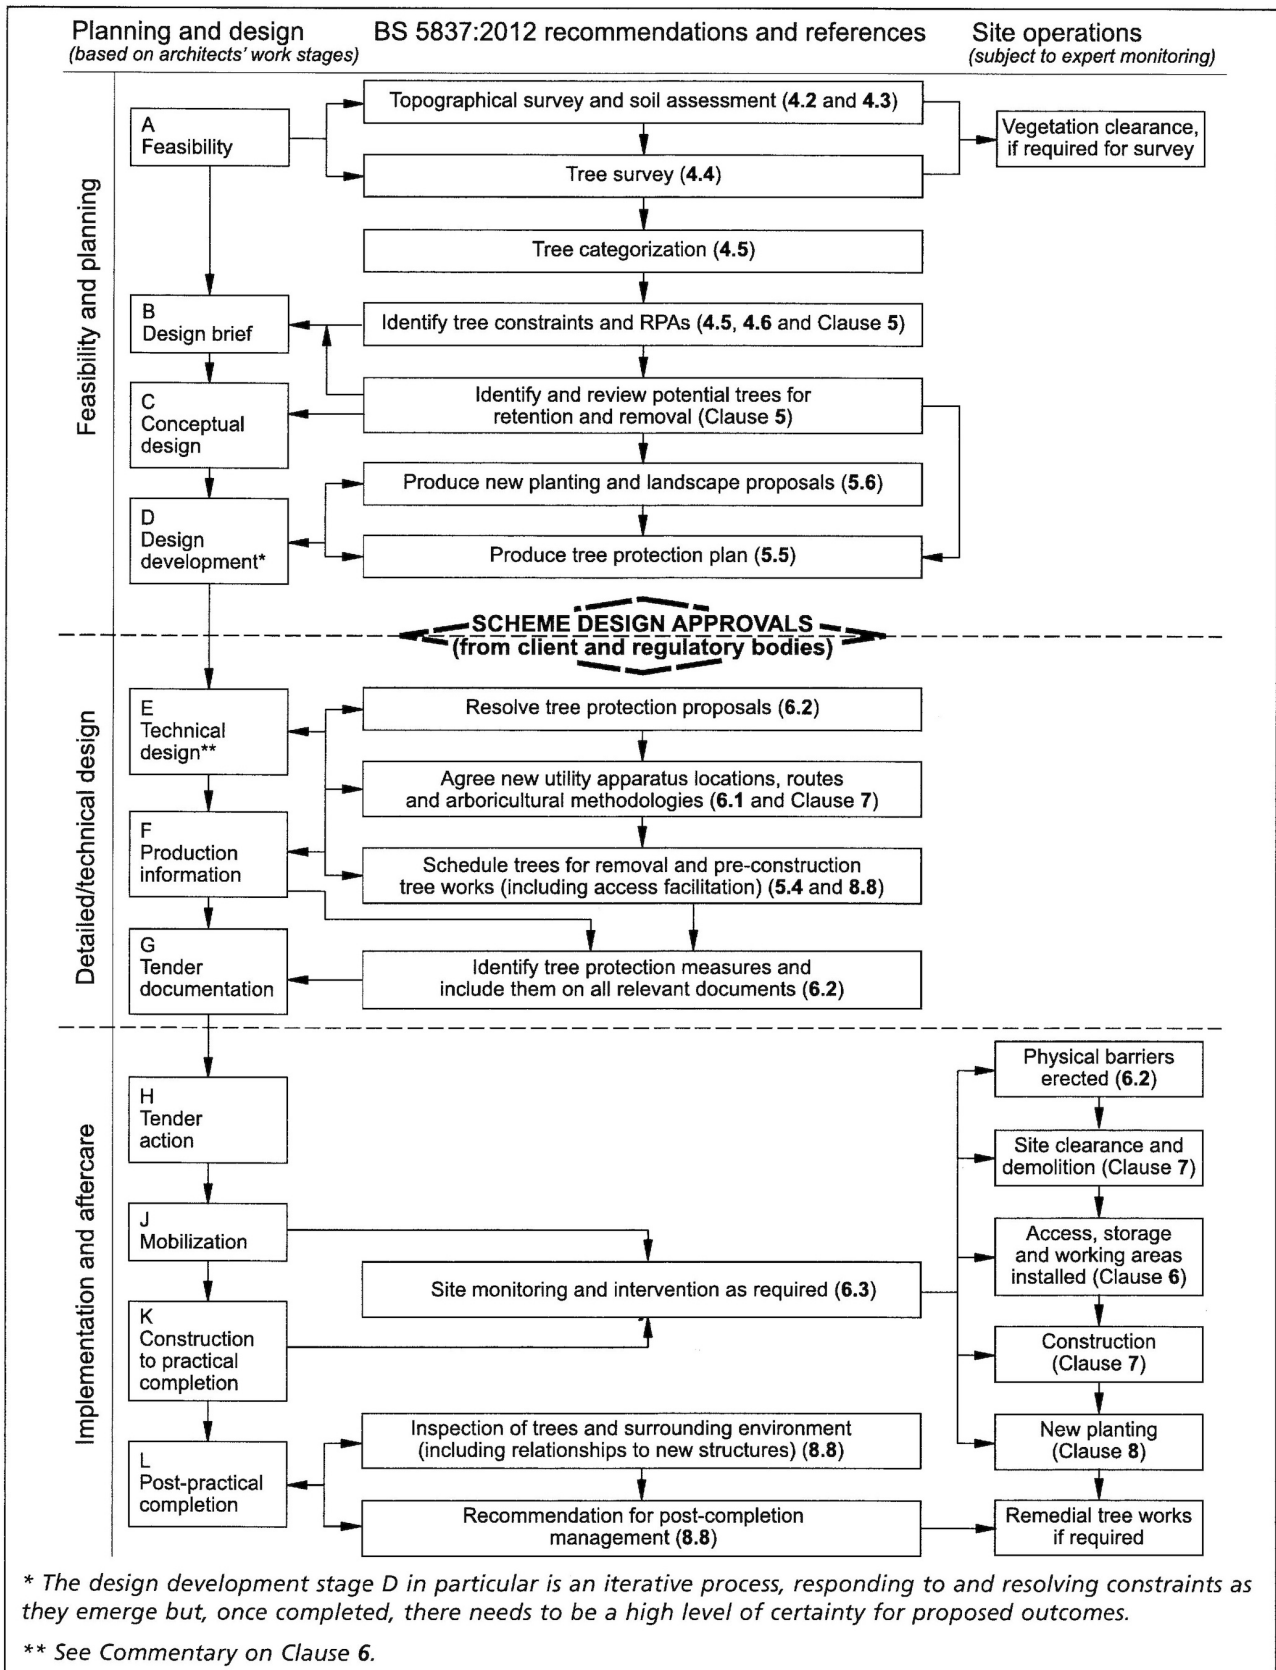 Planning and design
(based on architects' work stages)
BS 5837:2012 recommendations and references
Site operations
(subject to expert monitoring)
Feasibility and planning
A
Feasibility
Topographical survey and soil assessment (4.2 and 4.3)
Vegetation clearance,
if required for survey
Tree survey (4.4)
Tree categorization (4.5)
B
Design brief
Identify tree constraints and RPAs (4.5, 4.6 and Clause 5)
C
Conceptual
design
Identify and review potential trees for
retention and removal (Clause 5)
D
Design
development*
Produce new planting and landscape proposals (5.6)
Produce tree protection plan (5.5)
SCHEME DESIGN APPROVALS
(from client and regulatory bodies)
Detailed/technical design
E
Technical
design**
Resolve tree protection proposals (6.2)
Agree new utility apparatus locations, routes
and arboricultural methodologies (6.1 and Clause 7)
F
Production
information
Schedule trees for removal and pre-construction
tree works (including access facilitation) (5.4 and 8.8)
G
Tender
documentation
Identify tree protection measures and
include them on all relevant documents (6.2)
Implementation and aftercare
H
Tender
action
Physical barriers
erected (6.2)
Site clearance and
demolition (Clause 7)
J
Mobilization
Access, storage
and working areas
installed (Clause 6)
Site monitoring and intervention as required (6.3)
K
Construction
to practical
completion
Construction
(Clause 7)
Inspection of trees and surrounding environment
(including relationships to new structures) (8.8)
New planting
(Clause 8)
L
Post-practical
completion
Recommendation for post-completion
management (8.8)
Remedial tree works
if required
* The design development stage D in particular is an iterative process, responding to and resolving constraints as
they emerge but, once completed, there needs to be a high level of certainty for proposed outcomes.
** See Commentary on Clause 6.